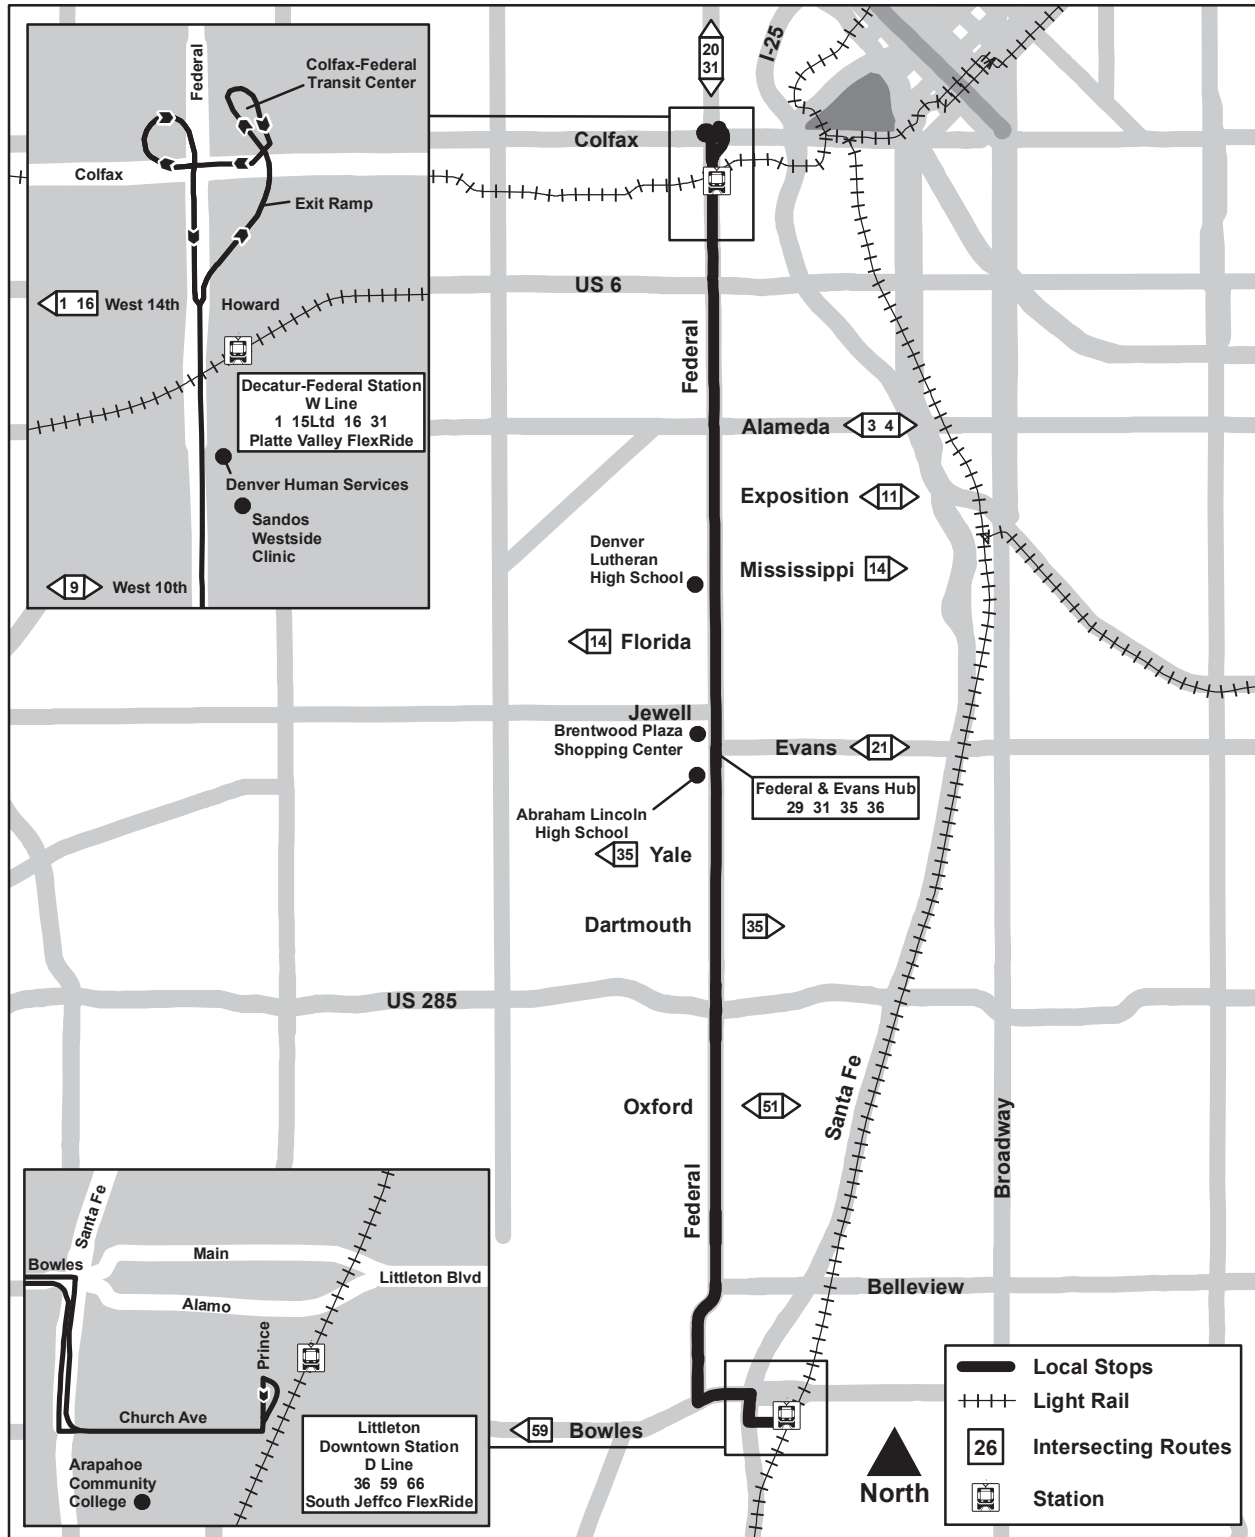 Federal
Colfax-Federal
Transit Center
Colfax
Exit Ramp
1 16
West 14th
Howard
Decatur-Federal Station
W Line
1 15Ltd 16 31
Platte Valley FlexRide
Denver Human Services
Sandos
Westside
Clinic
9
West 10th
20
31
I-25
Colfax
US 6
Federal
Alameda
3 4
Exposition
11
Denver
Lutheran
High School
Mississippi
14
14
Florida
Jewell
Brentwood Plaza
Shopping Center
Evans
21
Federal & Evans Hub
29 31 35 36
Abraham Lincoln
High School
35
Yale
Dartmouth
35
US 285
Oxford
51
Santa Fe
Broadway
Federal
Belleview
59
Bowles
Santa Fe
Bowles
Main
Littleton Blvd
Alamo
Prince
Church Ave
Arapahoe
Community
College
Littleton
Downtown Station
D Line
36 59 66
South Jeffco FlexRide
North
Local Stops
Light Rail
26
Intersecting Routes
Station